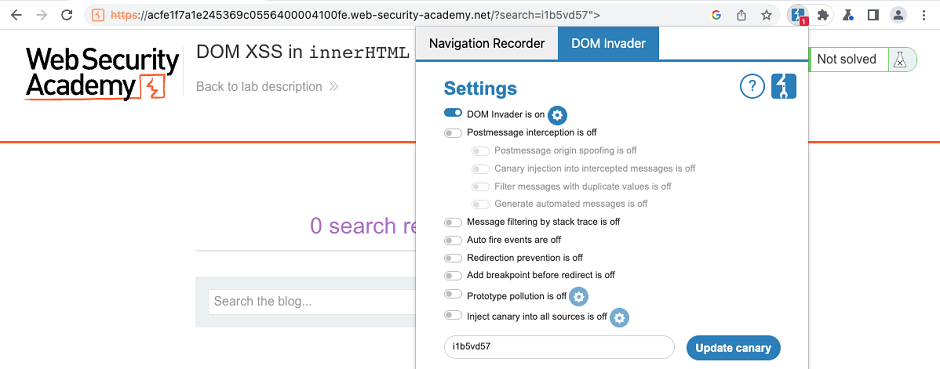 https://acfe1f7a1e245369c0556400004100fe.web-security-academy.net/?search=i1b5vd57">
G
1
Web Security
Academy
DOM XSS in innerHTML
Back to lab description >>
Navigation Recorder
DOM Invader
Not solved
Settings
?
DOM Invader is on
Postmessage interception is off
Postmessage origin spoofing is off
Canary injection into intercepted messages is off
Filter messages with duplicate values is off
Generate automated messages is off
Message filtering by stack trace is off
Auto fire events are off
Redirection prevention is off
Add breakpoint before redirect is off
Prototype pollution is off
Inject canary into all sources is off
i1b5vd57
Update canary
0 search re
Search the blog...